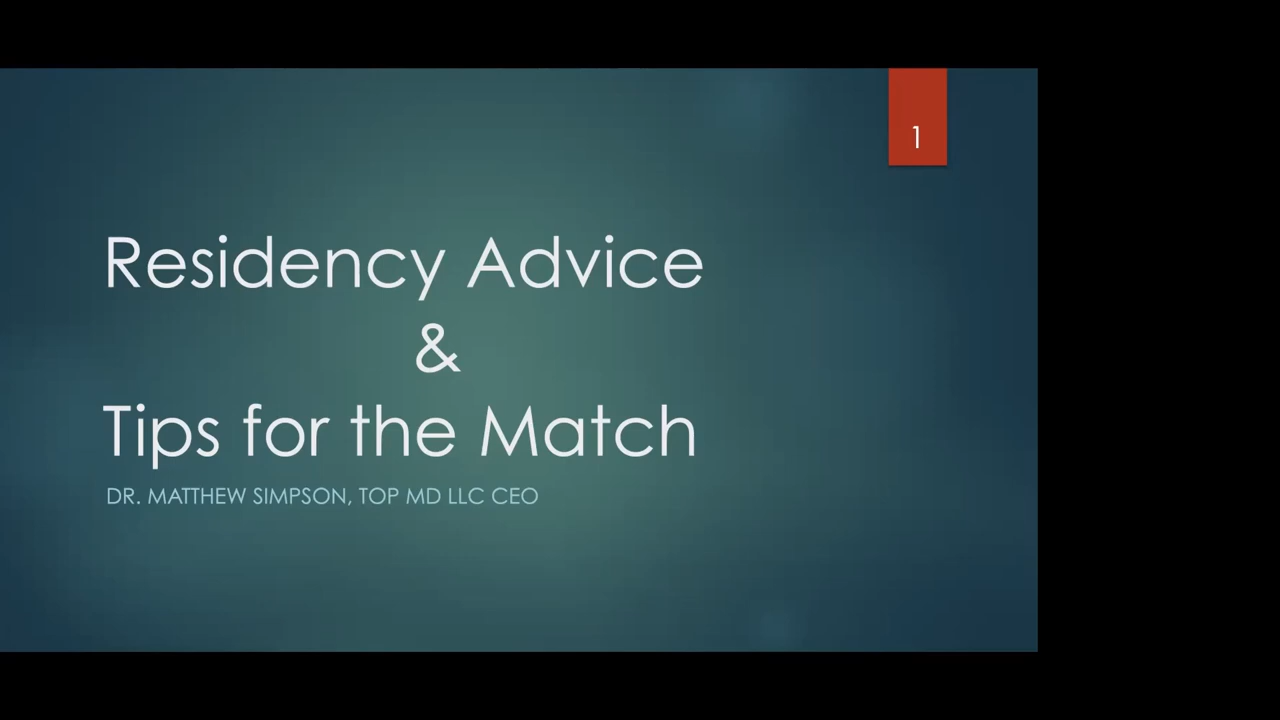 1
Residency Advice
&
Tips for the Match
DR. MATTHEW SIMPSON, TOP MD LLC CEO